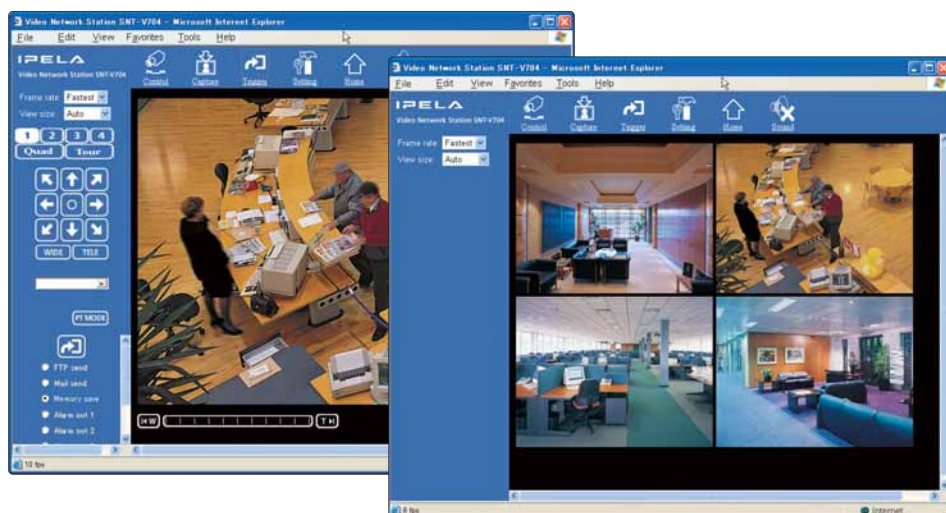 Video Network Station SNT-V704 - Microsoft Internet Explorer
File Edit View Favorites Tools Help
IPELA
Video Network Station SNT-V704
Control Capture Trigger Setting Home
Frame rate Fastest
View size Auto
1 2 3 4
Quad Tour
WIDE TELE
PT MODE
FTP send
Mail send
Memory save
Alarm out 1
Alarm out 2
W T
10 fps
Video Network Station SNT-V704 - Microsoft Internet Explorer
File Edit View Favorites Tools Help
IPELA
Video Network Station SNT-V704
Control Capture Trigger Setting Home Sound
Frame rate Fastest
View size Auto
8 fps Internet